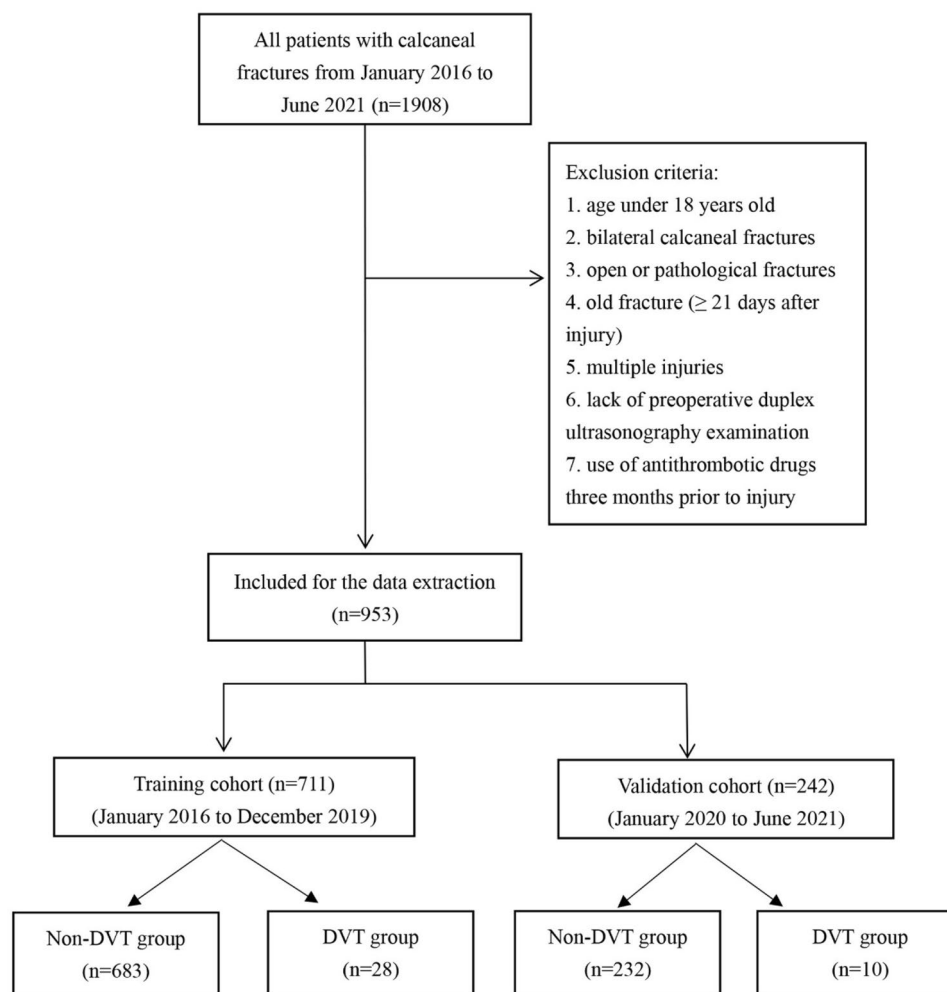 All patients with calcaneal
fractures from January 2016 to
June 2021 (n=1908)
Exclusion criteria:
1. age under 18 years old
2. bilateral calcaneal fractures
3. open or pathological fractures
4. old fracture (≥ 21 days after
injury)
5. multiple injuries
6. lack of preoperative duplex
ultrasonography examination
7. use of antithrombotic drugs
three months prior to injury
Included for the data extraction
(n=953)
Training cohort (n=711)
(January 2016 to December 2019)
Validation cohort (n=242)
(January 2020 to June 2021)
Non-DVT group
(n=683)
DVT group
(n=28)
Non-DVT group
(n=232)
DVT group
(n=10)